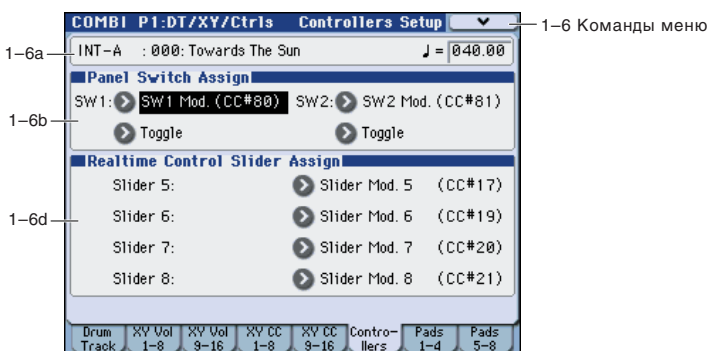 COMBI P1:DT/XY/Ctrls Controllers Setup
1–6 Команды меню
1–6a
INT-A :000: Towards The Sun ♩= 040.00
Panel Switch Assign
1–6b
SW1: SW1 Mod. (CC#80) SW2: SW2 Mod. (CC#81)
Toggle Toggle
Realtime Control Slider Assign
Slider 5: Slider Mod. 5 (CC#17)
1–6d
Slider 6: Slider Mod. 6 (CC#19)
Slider 7: Slider Mod. 7 (CC#20)
Slider 8: Slider Mod. 8 (CC#21)
Drum Track XY Vol 1-8 XY Vol 9-16 XY CC 1-8 XY CC 9-16 Contro-llers Pads 1-4 Pads 5-8